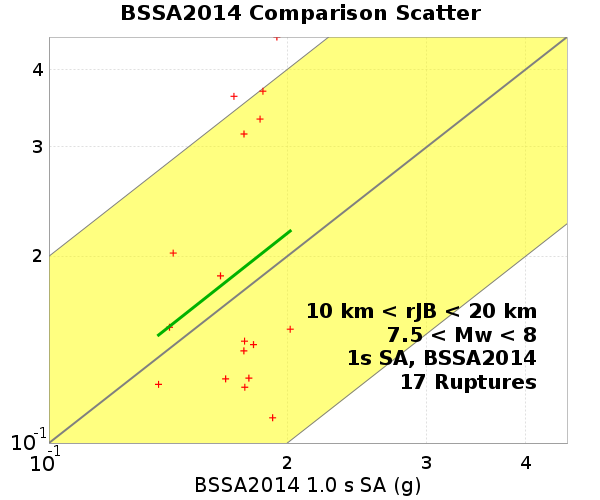 BSSA2014 Comparison Scatter
4
3
2
10 km < rJB < 20 km
7.5 < Mw < 8
1s SA, BSSA2014
17 Ruptures
10-1
10-1
2
3
4
BSSA2014 1.0 s SA (g)